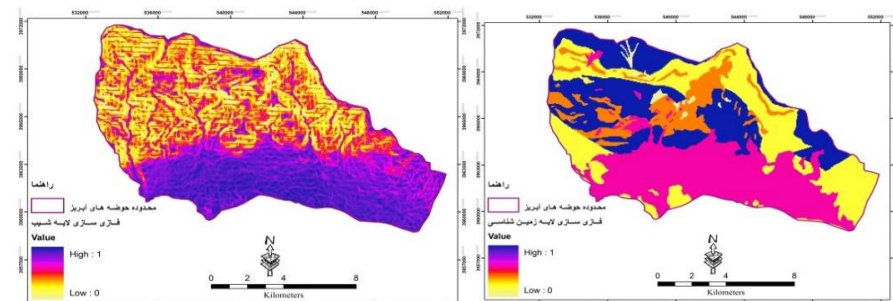 532000 536000 540000 544000 548000 552000
راهنما
محدوده حوضه های آبریز
فازی سازی لایه شیب
Value
High : 1
Low : 0
N
0 2 4 8
Kilometers
532000 536000 540000 544000 548000 552000
راهنما
محدوده حوضه های آبریز
فازی سازی لایه زمین شناسی
Value
High : 1
Low : 0
N
0 2 4 8
Kilometers